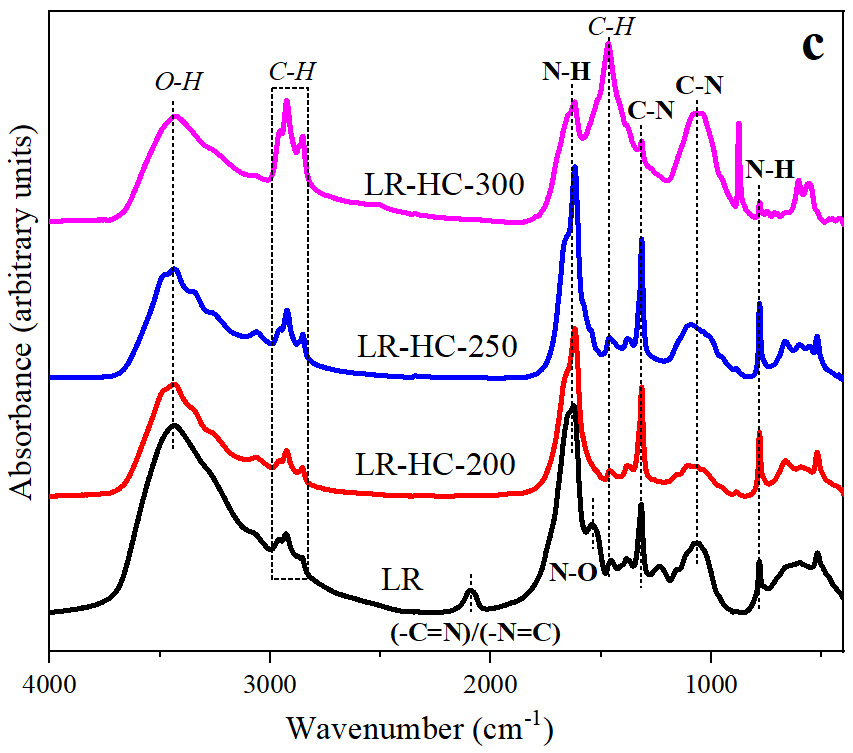 c
O-H
C-H
N-H
C-H
C-N
C-N
N-H
LR-HC-300
LR-HC-250
LR-HC-200
LR
N-O
(-C=N)/(-N=C)
Absorbance (arbitrary units)
4000 3000 2000 1000
Wavenumber (cm-1)